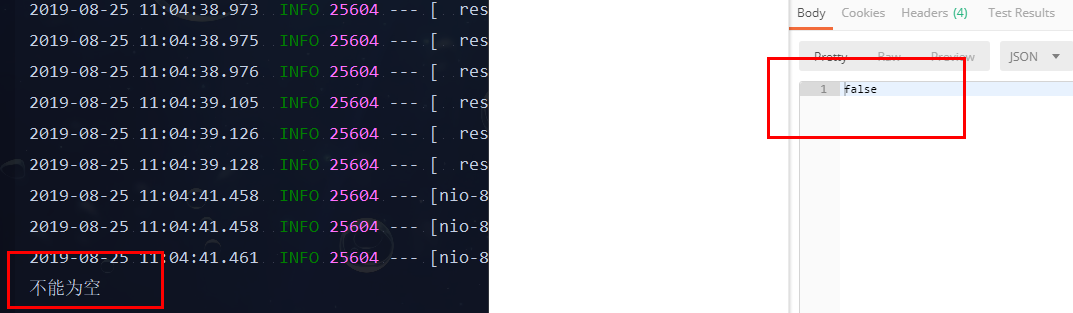 2019-08-25 11:04:38.973 INFO 25604 --- [ res
2019-08-25 11:04:38.975 INFO 25604 --- [ res
2019-08-25 11:04:38.976 INFO 25604 --- [ res
2019-08-25 11:04:39.105 INFO 25604 --- [ res
2019-08-25 11:04:39.126 INFO 25604 --- [ res
2019-08-25 11:04:39.128 INFO 25604 --- [ res
2019-08-25 11:04:41.458 INFO 25604 --- [nio-8
2019-08-25 11:04:41.458 INFO 25604 --- [nio-8
2019-08-25 11:04:41.461 INFO 25604 --- [nio-8
不能为空
Body Cookies Headers (4) Test Results
Pretty Raw Preview JSON
1 false